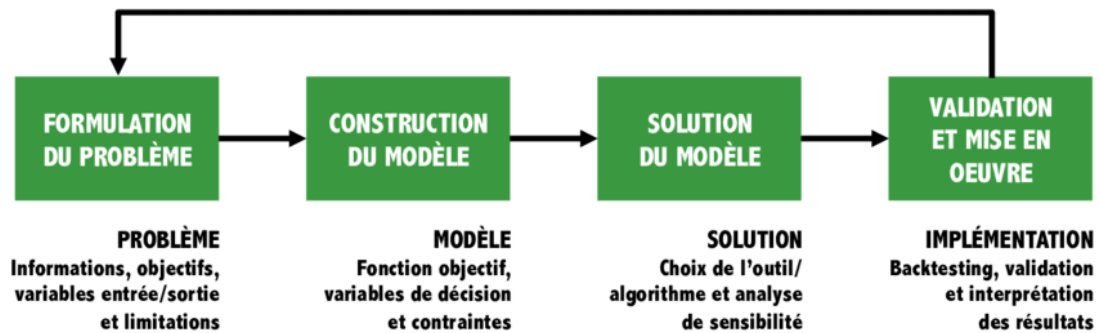 FORMULATION
DU PROBLÈME
CONSTRUCTION
DU MODÈLE
SOLUTION
DU MODÈLE
VALIDATION
ET MISE EN
OEUVRE
PROBLÈME
Informations, objectifs,
variables entrée/sortie
et limitations
MODÈLE
Fonction objectif,
variables de décision
et contraintes
SOLUTION
Choix de l'outil/
algorithme et analyse
de sensibilité
IMPLÉMENTATION
Backtesting, validation
et interprétation
des résultats